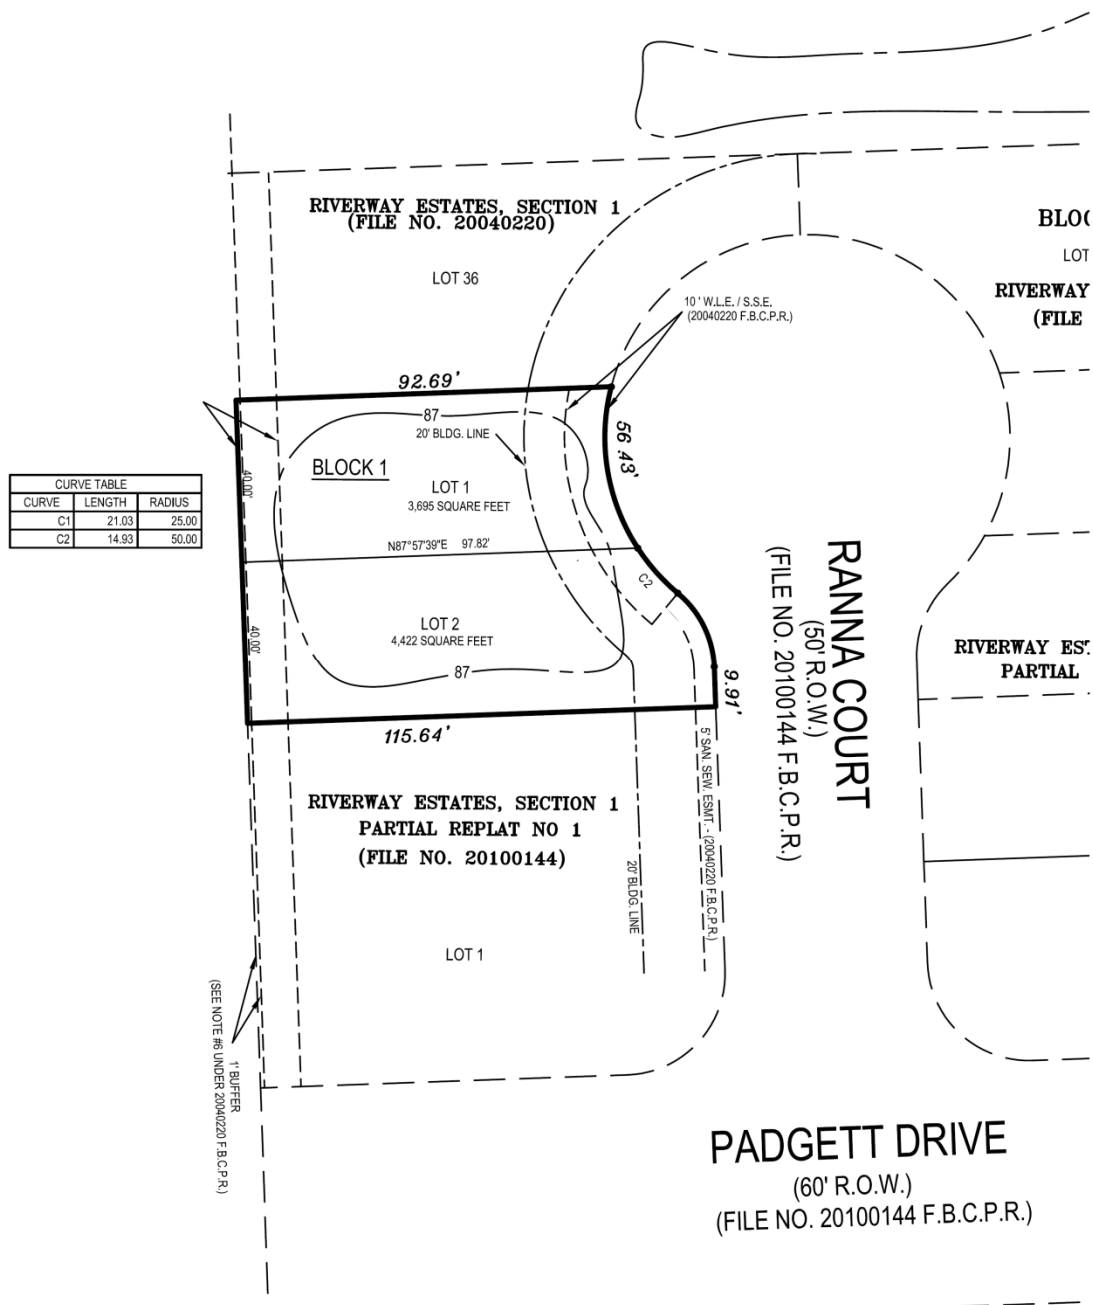 RIVERWAY ESTATES, SECTION 1
(FILE NO. 20040220)
LOT 36
BLOC
LOT
RIVERWAY
(FILE
10 ' W.L.E. / S.S.E.
(20040220 F.B.C.P.R.)
92.69'
56.43'
87
20' BLDG. LINE
BLOCK 1
LOT 1
3,695 SQUARE FEET
40.00'
CURVE TABLE
CURVE LENGTH RADIUS
C1 21.03 25.00
C2 14.93 50.00
N87°57'39"E 97.82'
C2
LOT 2
4,422 SQUARE FEET
40.00'
87
9.91'
115.64'
RANNA COURT
(50' R.O.W.)
(FILE NO. 20100144 F.B.C.P.R.)
RIVERWAY EST
PARTIAL
5' SAN. SEW. ESMT. - (20040220 F.B.C.P.R.)
RIVERWAY ESTATES, SECTION 1
PARTIAL REPLAT NO 1
(FILE NO. 20100144)
20' BLDG. LINE
LOT 1
1' BUFFER
(SEE NOTE #6 UNDER 20040220 F.B.C.P.R.)
PADGETT DRIVE
(60' R.O.W.)
(FILE NO. 20100144 F.B.C.P.R.)